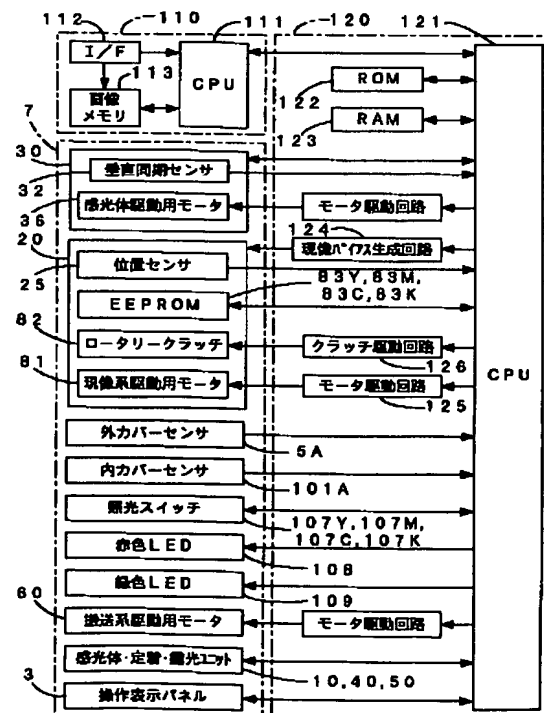 112
110
111
120
121
I/F
113
CPU
画像
メモリ
ROM
122
RAM
123
7
30
垂直同期センサ
32
感光体駆動用モータ
36
モータ駆動回路
124
現像バイアス生成回路
20
位置センサ
25
83Y,83M,
83C,83K
EEPROM
82
ロータリークラッチ
クラッチ駆動回路
126
CPU
81
現像系駆動用モータ
モータ駆動回路
125
外カバーセンサ
5A
内カバーセンサ
101A
照光スイッチ
107Y,107M,
107C,107K
赤色LED
108
緑色LED
109
60
搬送系駆動用モータ
モータ駆動回路
感光体・定着・露光ユニット
10,40,50
3
操作表示パネル